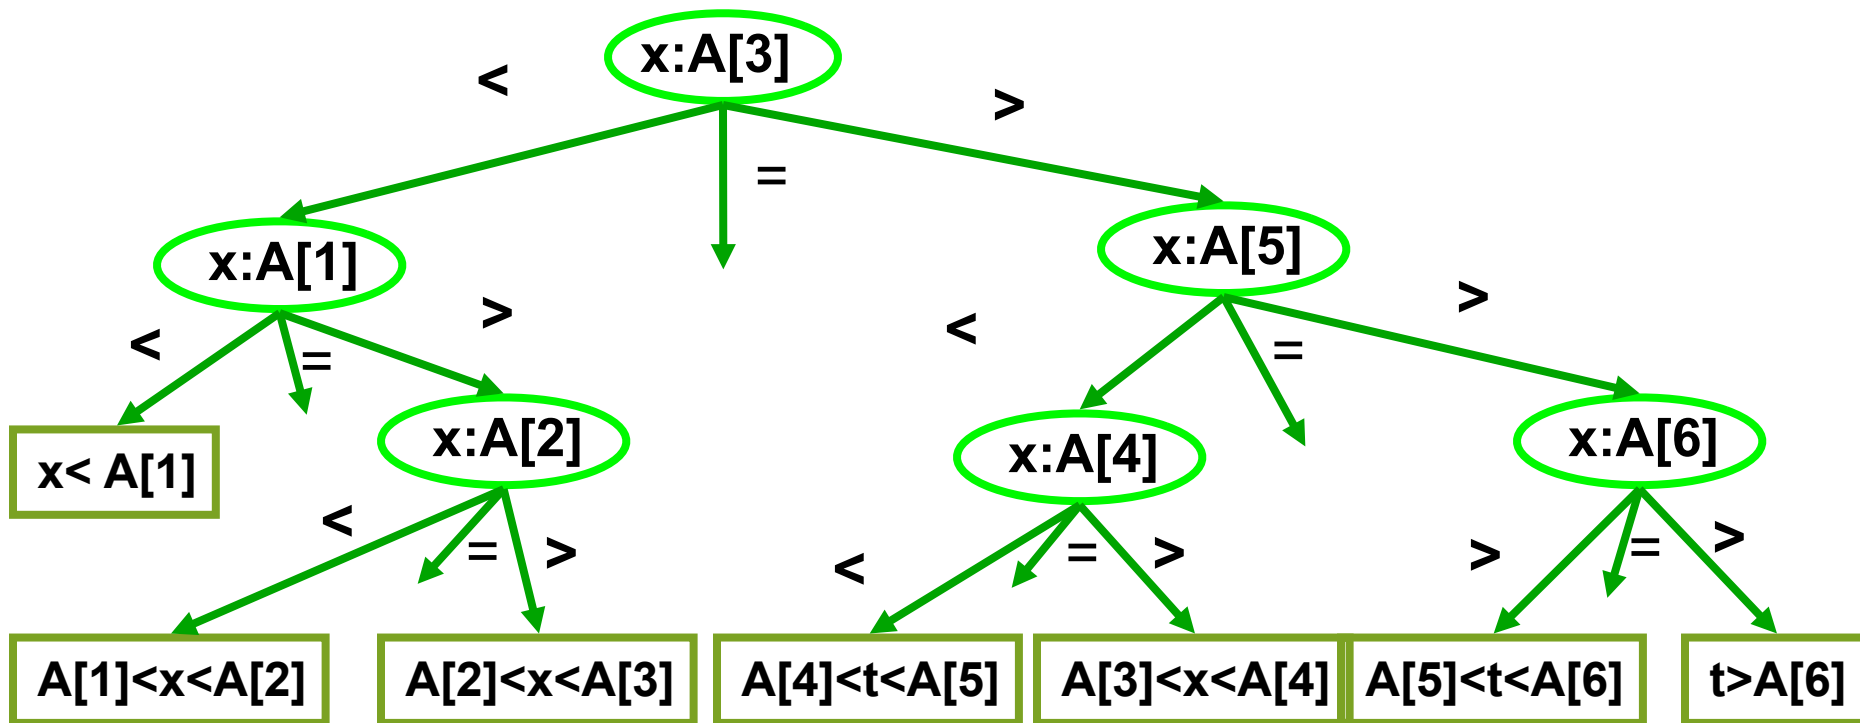 x:A[3]
<
>
=
x:A[1]
x:A[5]
<
=
>
<
=
>
x< A[1]
x:A[2]
x:A[4]
x:A[6]
<
=
>
<
=
>
>
=
>
A[1]<x<A[2]
A[2]<x<A[3]
A[4]<t<A[5]
A[3]<x<A[4]
A[5]<t<A[6]
t>A[6]